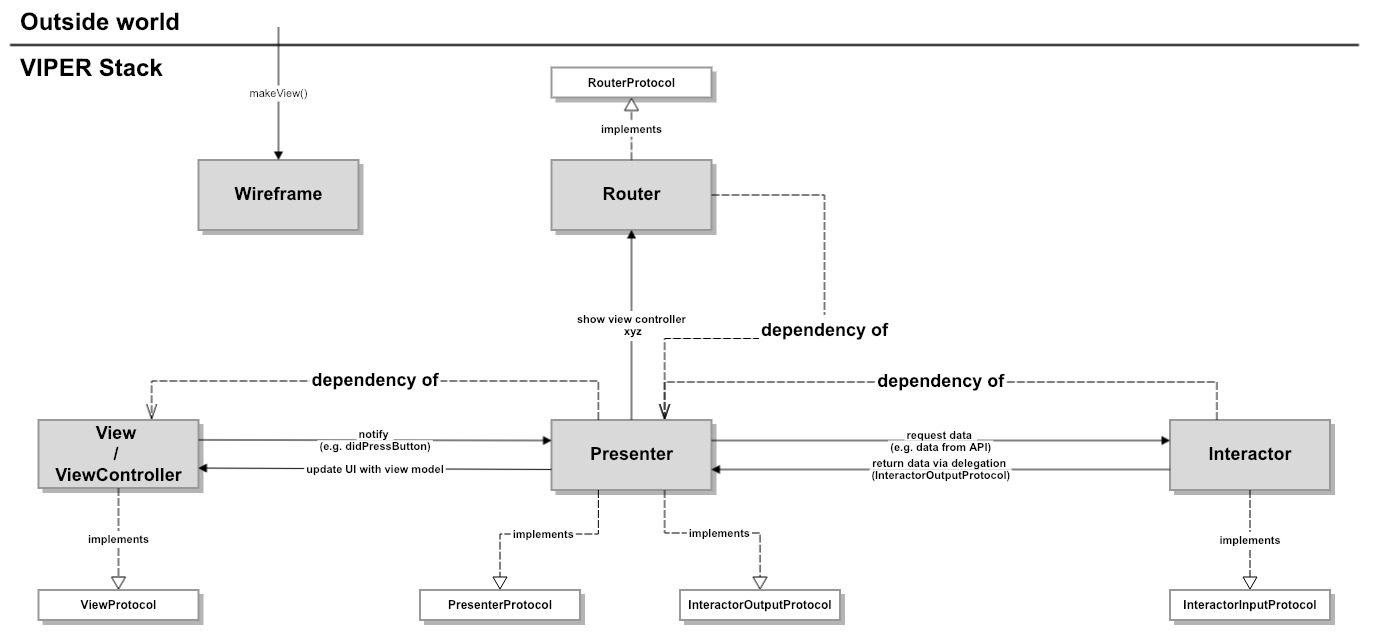 Outside world
VIPER Stack
makeView()
RouterProtocol
implements
Wireframe
Router
show view controller
xyz
dependency of
dependency of
dependency of
View
/
ViewController
notify
(e.g. didPressButton)
update UI with view model
Presenter
request data
(e.g. data from API)
return data via delegation
(InteractorOutputProtocol)
Interactor
implements
implements
implements
implements
ViewProtocol
PresenterProtocol
InteractorOutputProtocol
InteractorInputProtocol